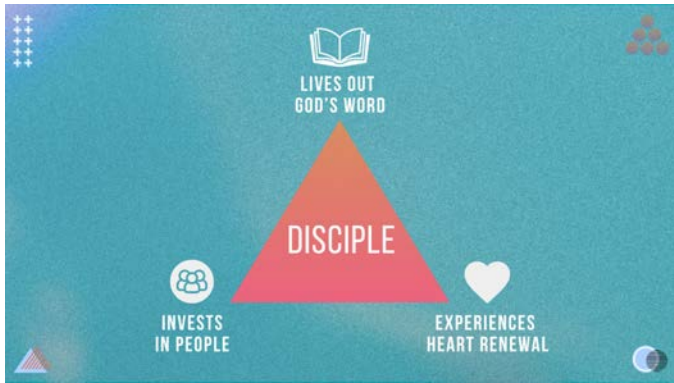 LIVES OUT
GOD'S WORD
DISCIPLE
INVESTS
IN PEOPLE
EXPERIENCES
HEART RENEWAL